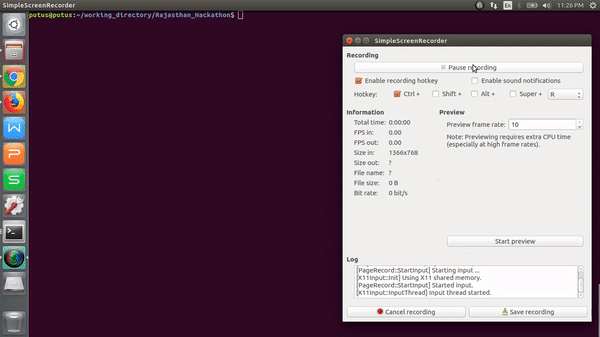 SimpleScreenRecorder
En
11:26 PM
putus@putus:~/working_directory/Rajasthan_Hackathon$
SimpleScreenRecorder
Recording
Pause recording
Enable recording hotkey
Enable sound notifications
Hotkey:
Ctrl +
Shift +
Alt +
Super +
R
Information
Preview
Total time: 0:00:00
Preview frame rate: 10
FPS in: 0.00
FPS out: 0.00
Note: Previewing requires extra CPU time
(especially at high frame rates).
Size in: 1366x768
Size out: ?
File name: ?
File size: 0 B
Bit rate: 0 bit/s
Start preview
Log
[PageRecord::StartInput] Starting input ...
[X11Input::Init] Using X11 shared memory.
[PageRecord::StartInput] Started input.
[X11Input::InputThread] Input thread started.
Cancel recording
Save recording